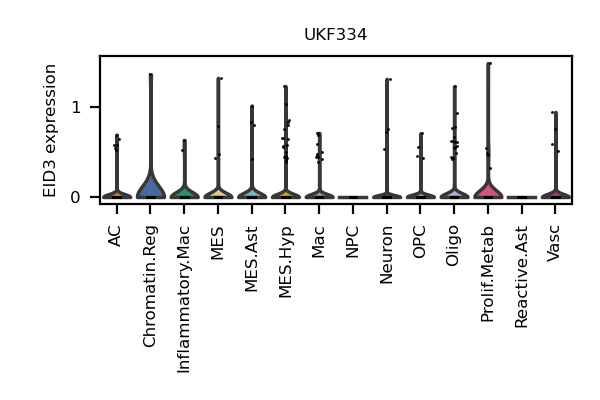 UKF334
EID3 expression
1
0
AC
Chromatin.Reg
Inflammatory.Mac
MES
MES.Ast
MES.Hyp
Mac
NPC
Neuron
OPC
Oligo
Prolif.Metab
Reactive.Ast
Vasc